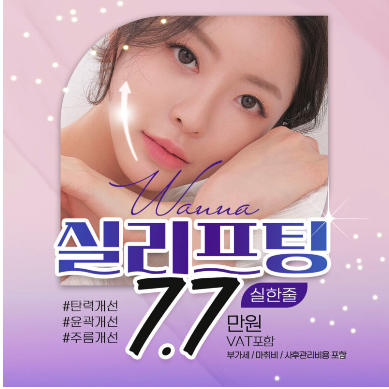 Wanna
실리프팅
실한줄
#탄력개선
#윤곽개선
#주름개선
7.7
만원
VAT포함
부가세 / 마취비 / 사후관리비용 포함